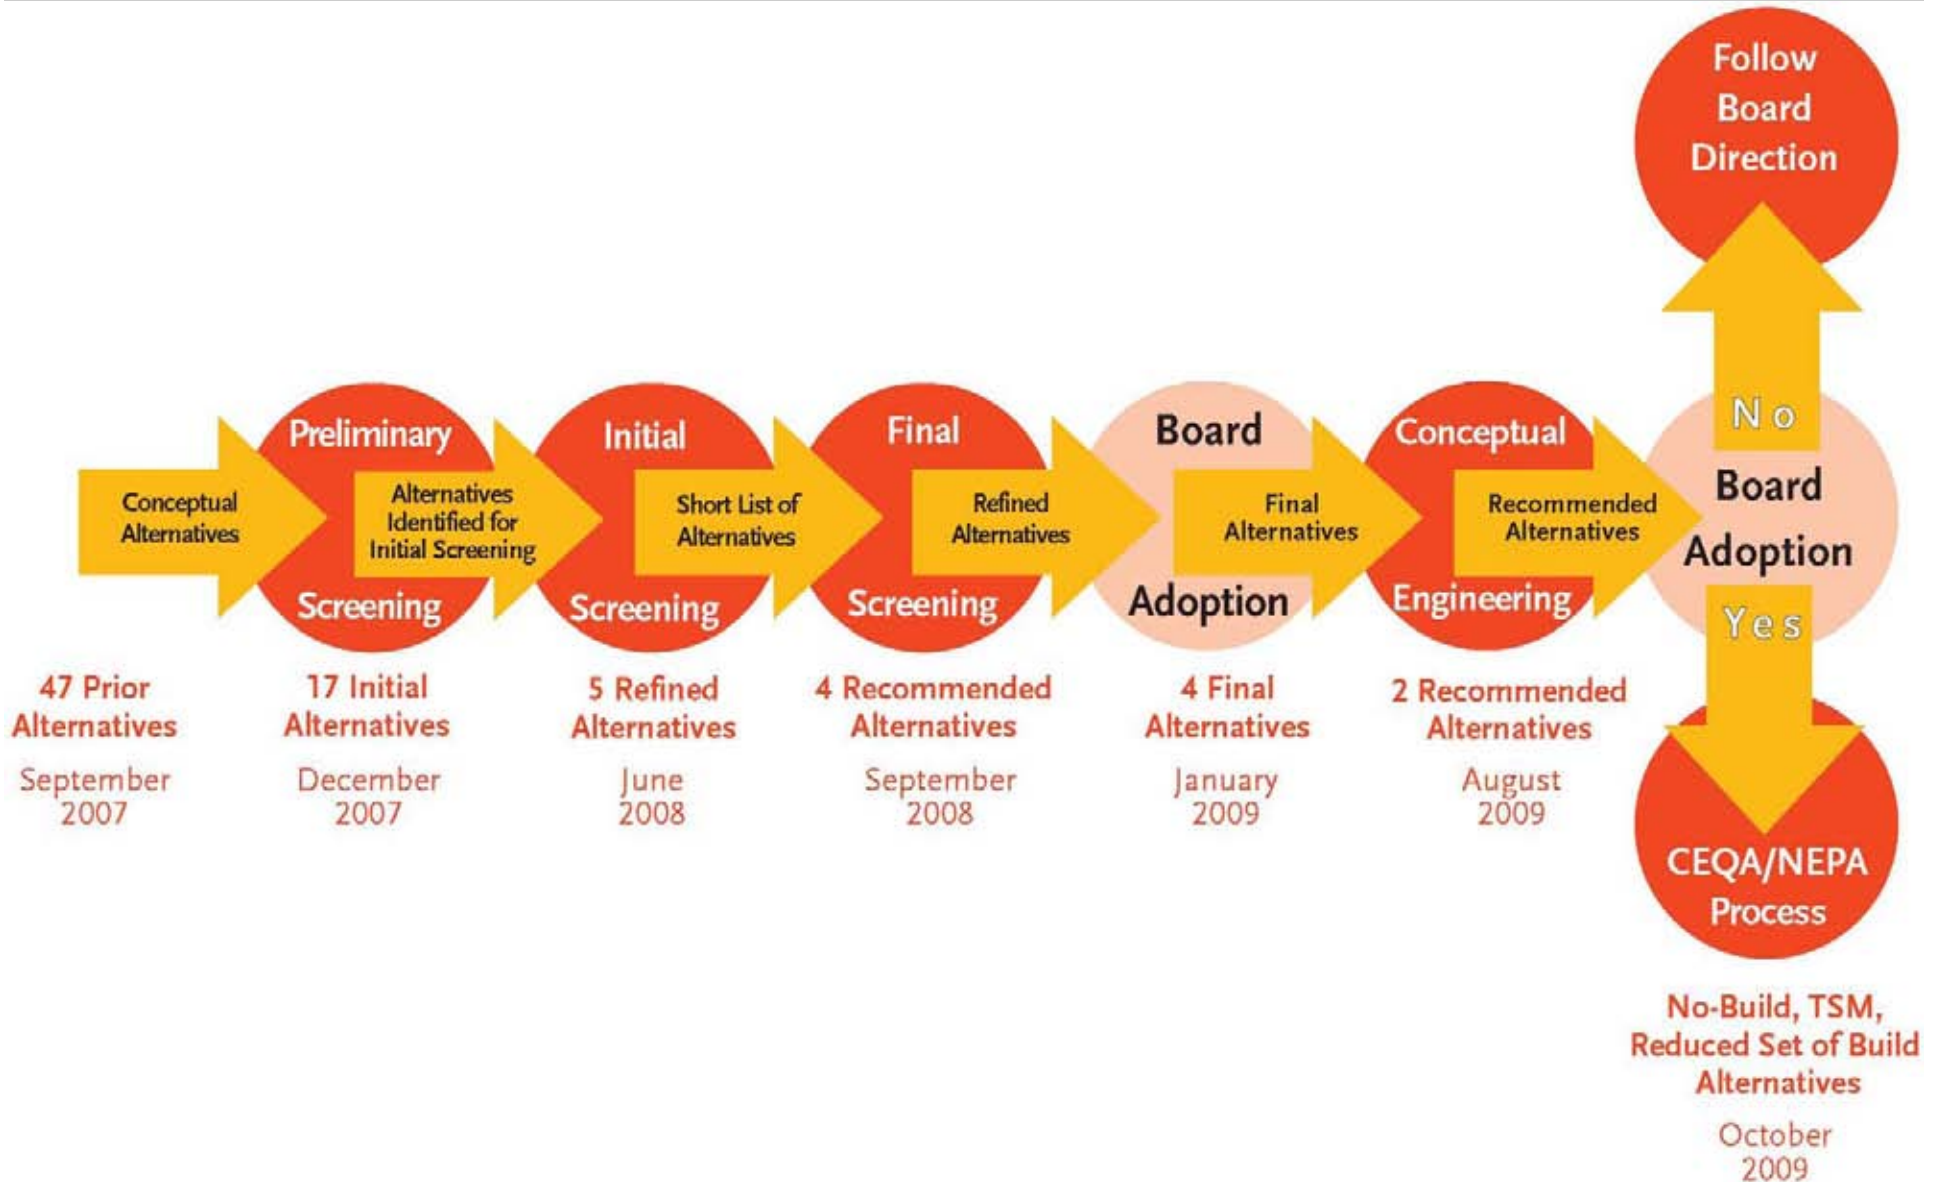 Follow
Board
Direction
No
Board
Adoption
Yes
Preliminary
Screening
Initial
Screening
Final
Screening
Board
Adoption
Conceptual
Engineering
Conceptual
Alternatives
Alternatives
Identified for
Initial Screening
Short List of
Alternatives
Refined
Alternatives
Final
Alternatives
Recommended
Alternatives
47 Prior
Alternatives
September
2007
17 Initial
Alternatives
December
2007
5 Refined
Alternatives
June
2008
4 Recommended
Alternatives
September
2008
4 Final
Alternatives
January
2009
2 Recommended
Alternatives
August
2009
CEQA/NEPA
Process
No-Build, TSM,
Reduced Set of Build
Alternatives
October
2009